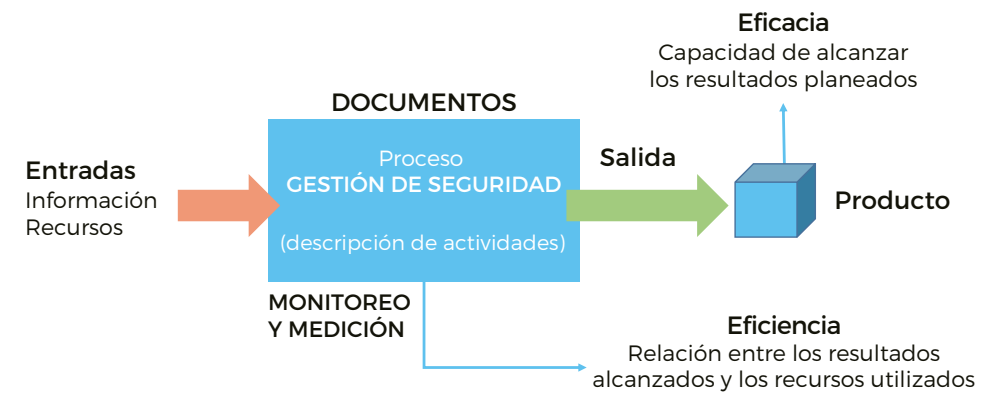 Eficacia
Capacidad de alcanzar
los resultados planeados
DOCUMENTOS
Entradas
Información
Recursos
Proceso
GESTIÓN DE SEGURIDAD
(descripción de actividades)
Salida
Producto
MONITOREO
Y MEDICIÓN
Eficiencia
Relación entre los resultados
alcanzados y los recursos utilizados